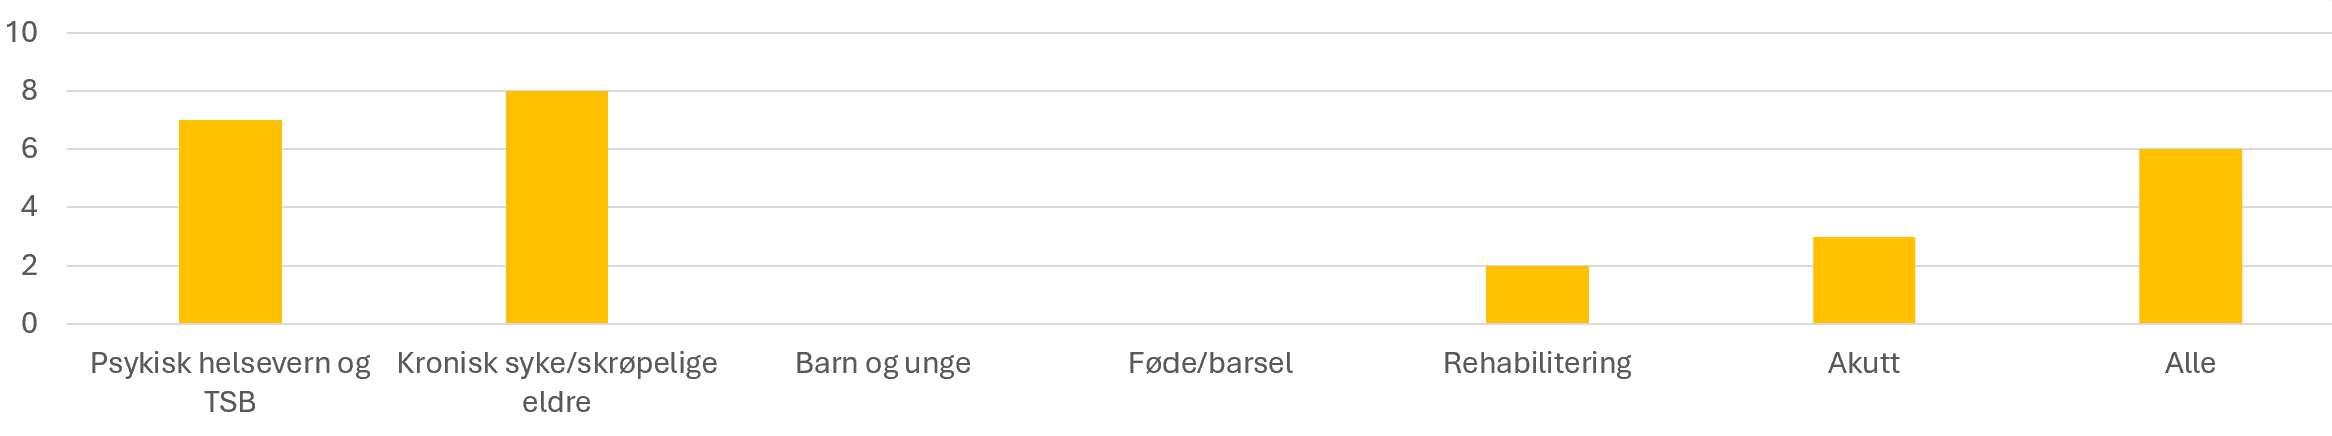 10
8
6
4
2
0
Psykisk helsevern og
TSB
Kronisk syke/skrøpelige
eldre
Barn og unge
Føde/barsel
Rehabilitering
Akutt
Alle